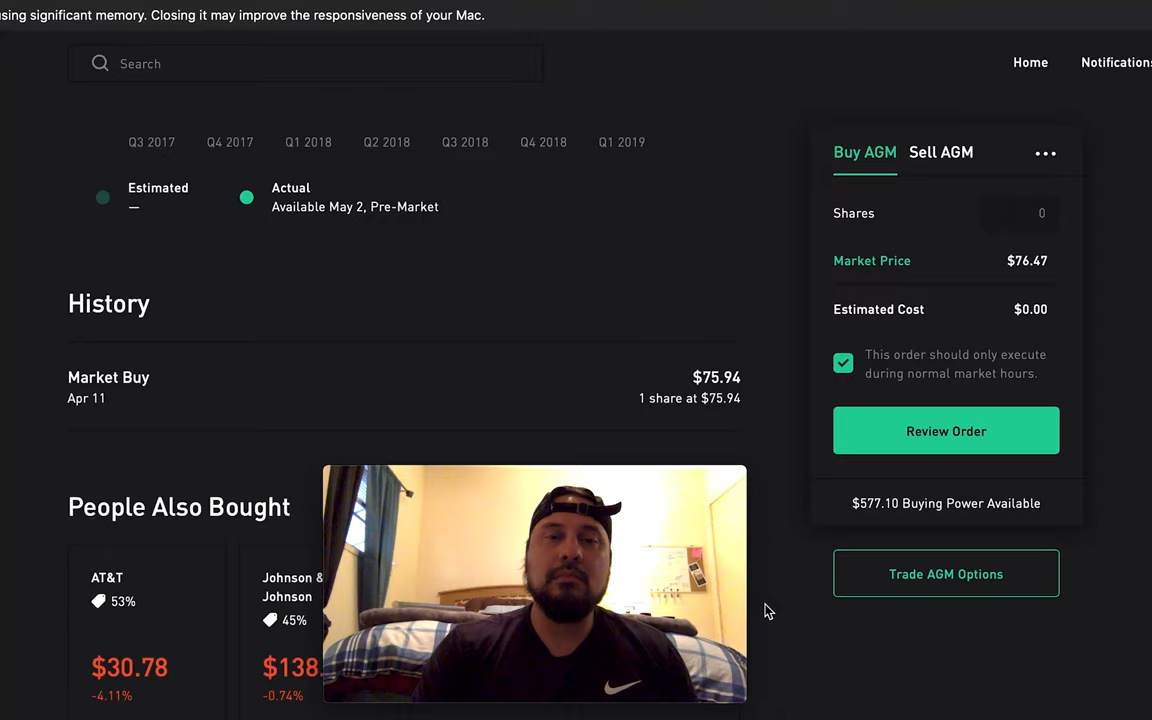 using significant memory. Closing it may improve the responsiveness of your Mac.
Search
Home
Notifications
Q3 2017 Q4 2017 Q1 2018 Q2 2018 Q3 2018 Q4 2018 Q1 2019
Estimated
—
Actual
Available May 2, Pre-Market
History
Market Buy $75.94
Apr 11 1 share at $75.94
People Also Bought
AT&T
53%
$30.78
-4.11%
Johnson &
Johnson
45%
$138.
-0.74%
Buy AGM Sell AGM
Shares 0
Market Price $76.47
Estimated Cost $0.00
This order should only execute
during normal market hours.
Review Order
$577.10 Buying Power Available
Trade AGM Options